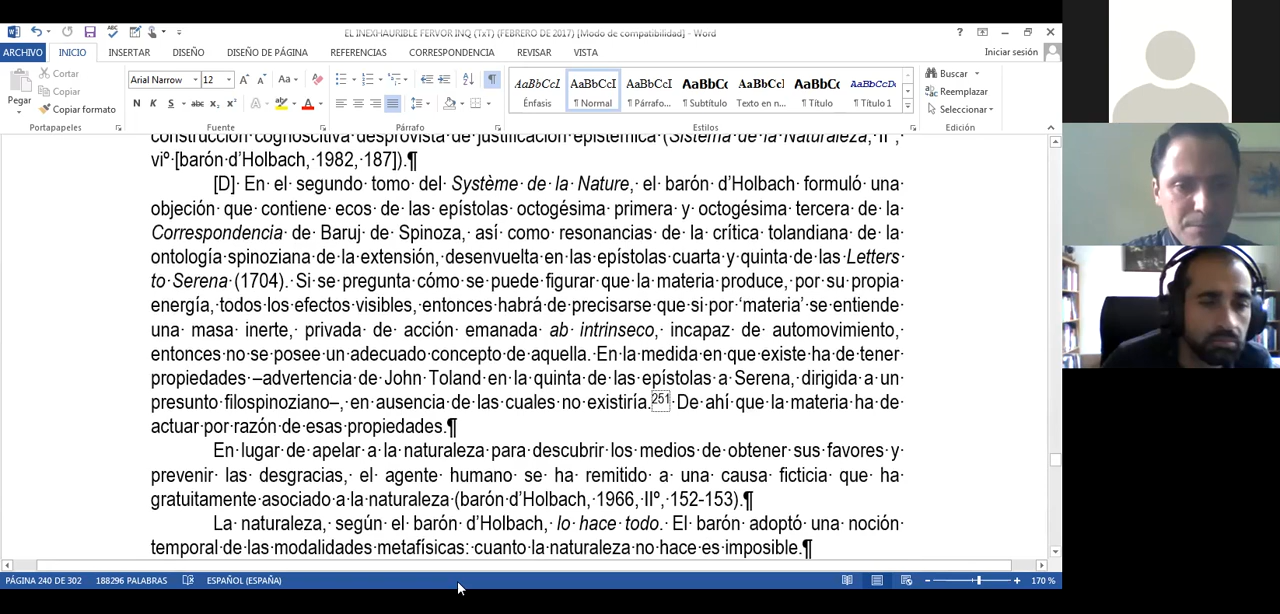 EL INEXHAURIBLE FERVOR INQ (TxT) (FEBRERO DE 2017) [Modo de compatibilidad] - Word
ARCHIVO INICIO INSERTAR DISEÑO DISEÑO DE PÁGINA REFERENCIAS CORRESPONDENCIA REVISAR VISTA Iniciar sesión
Pegar
Cortar
Copiar
Copiar formato
Portapapeles
Arial Narrow 12
Fuente
Párrafo
AaBbCcI AaBbCcI AaBbCcI AaBbCc AaBbCcI AaBbCc AaBbCcDc
Énfasis ¶ Normal ¶ Párrafo... ¶ Subtítulo Texto en n... ¶ Título ¶ Título 1
Estilos
Buscar
Reemplazar
Seleccionar
Edición
construcción cognoscitiva desprovista de justificación epistémica (Sistema de la Naturaleza, IIº,
viº [barón d’Holbach, 1982, 187]).¶
[D] En el segundo tomo del Système de la Nature, el barón d’Holbach formuló una
objeción que contiene ecos de las epístolas octogésima primera y octogésima tercera de la
Correspondencia de Baruj de Spinoza, así como resonancias de la crítica tolandiana de la
ontología spinoziana de la extensión, desenvuelta en las epístolas cuarta y quinta de las Letters
to Serena (1704). Si se pregunta cómo se puede figurar que la materia produce, por su propia
energía, todos los efectos visibles, entonces habrá de precisarse que si por ‘materia’ se entiende
una masa inerte, privada de acción emanada ab intrinseco, incapaz de automovimiento,
entonces no se posee un adecuado concepto de aquella. En la medida en que existe ha de tener
propiedades –advertencia de John Toland en la quinta de las epístolas a Serena, dirigida a un
presunto filospinoziano–, en ausencia de las cuales no existiría.251 De ahí que la materia ha de
actuar por razón de esas propiedades.¶
En lugar de apelar a la naturaleza para descubrir los medios de obtener sus favores y
prevenir las desgracias, el agente humano se ha remitido a una causa ficticia que ha
gratuitamente asociado a la naturaleza (barón d’Holbach, 1966, IIº, 152-153).¶
La naturaleza, según el barón d’Holbach, lo hace todo. El barón adoptó una noción
temporal de las modalidades metafísicas: cuanto la naturaleza no hace es imposible.¶
PÁGINA 240 DE 302 188296 PALABRAS ESPAÑOL (ESPAÑA) 170 %